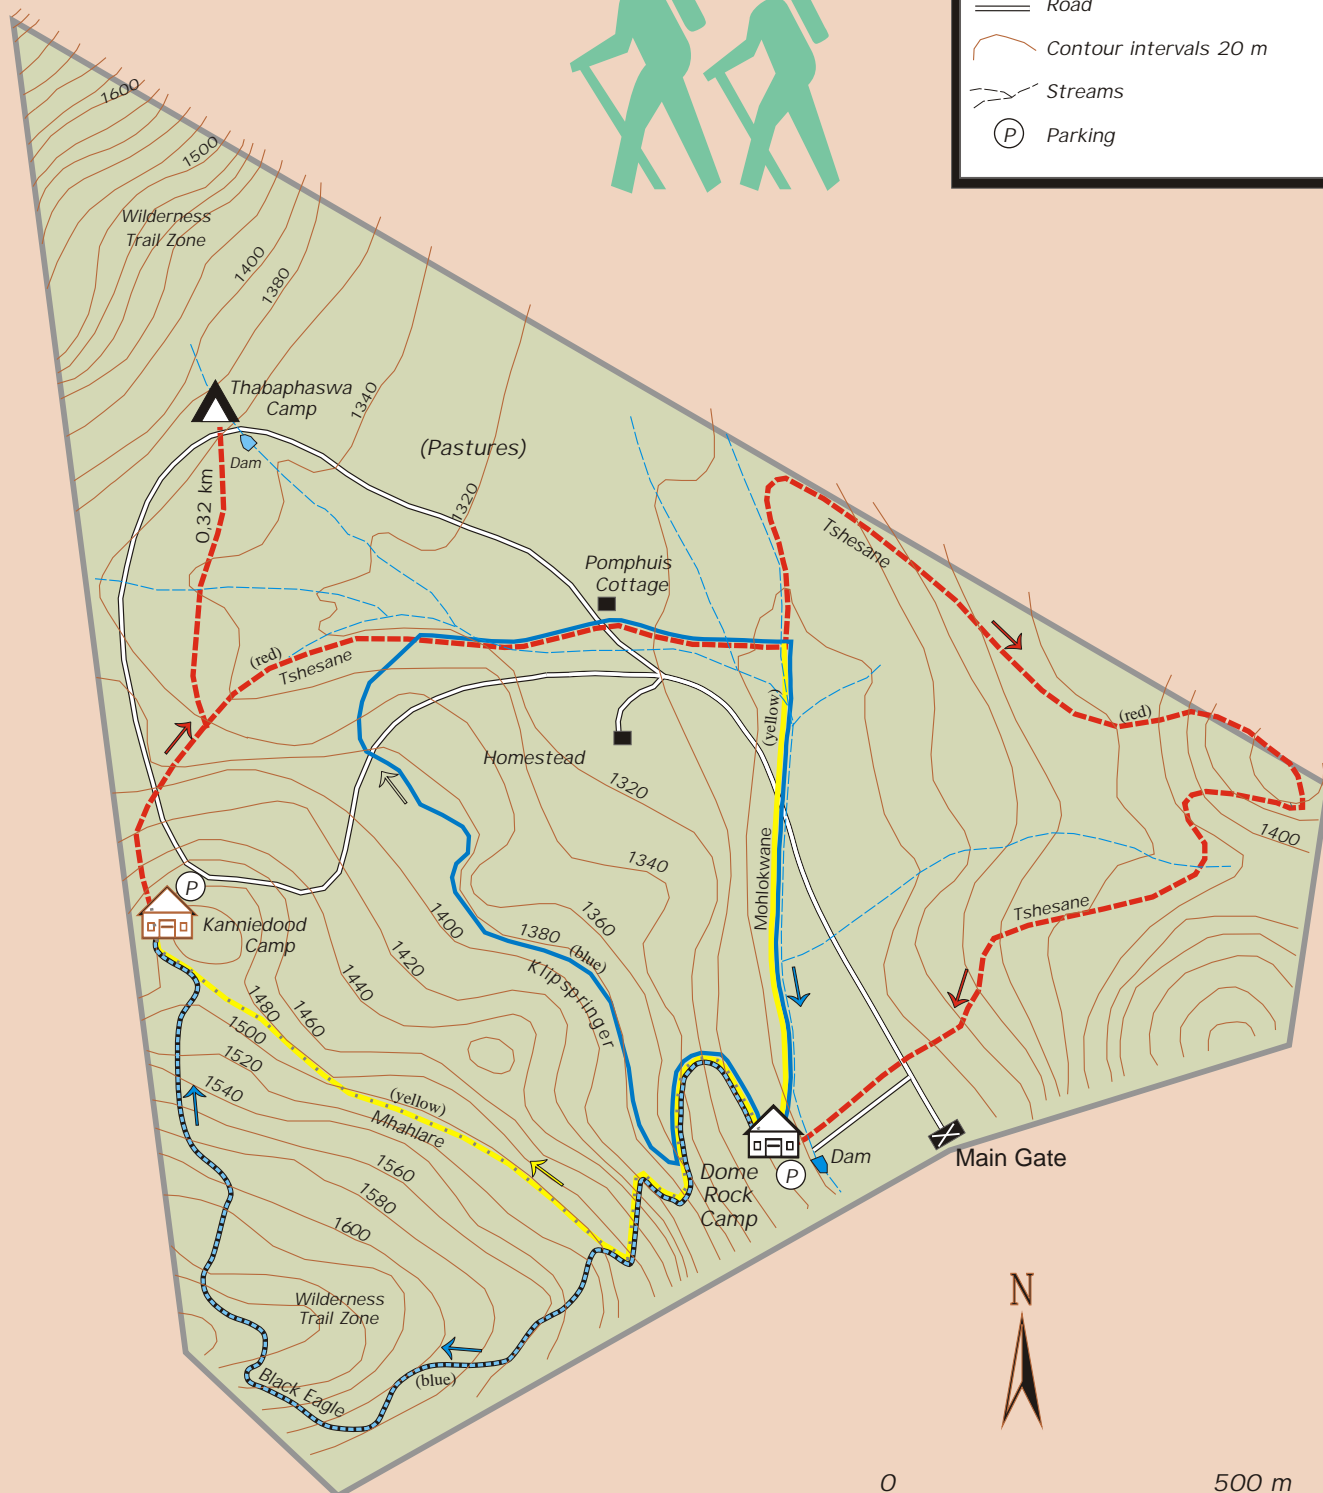 Road
Contour intervals 20 m
Streams
P
Parking
1600
1500
Wilderness
Trail Zone
1400
1380
Thabaphaswa
Camp
1340
Dam
(Pastures)
0,32 km
1320
Tshesane
Pomphuis
Cottage
(red)
Tshesane
(yellow)
(red)
Homestead
1320
1400
1340
Mohlokwane
P
Kanniedood
Camp
1400
1360
1380
(blue)
Klipspringer
Tshesane
1420
1440
1480
1460
1500
1520
1540
(yellow)
Mhahlare
1560
1580
1600
Dome
Rock
Camp
P
Dam
Main Gate
Wilderness
Trail Zone
Black Eagle
(blue)
N
0
500 m